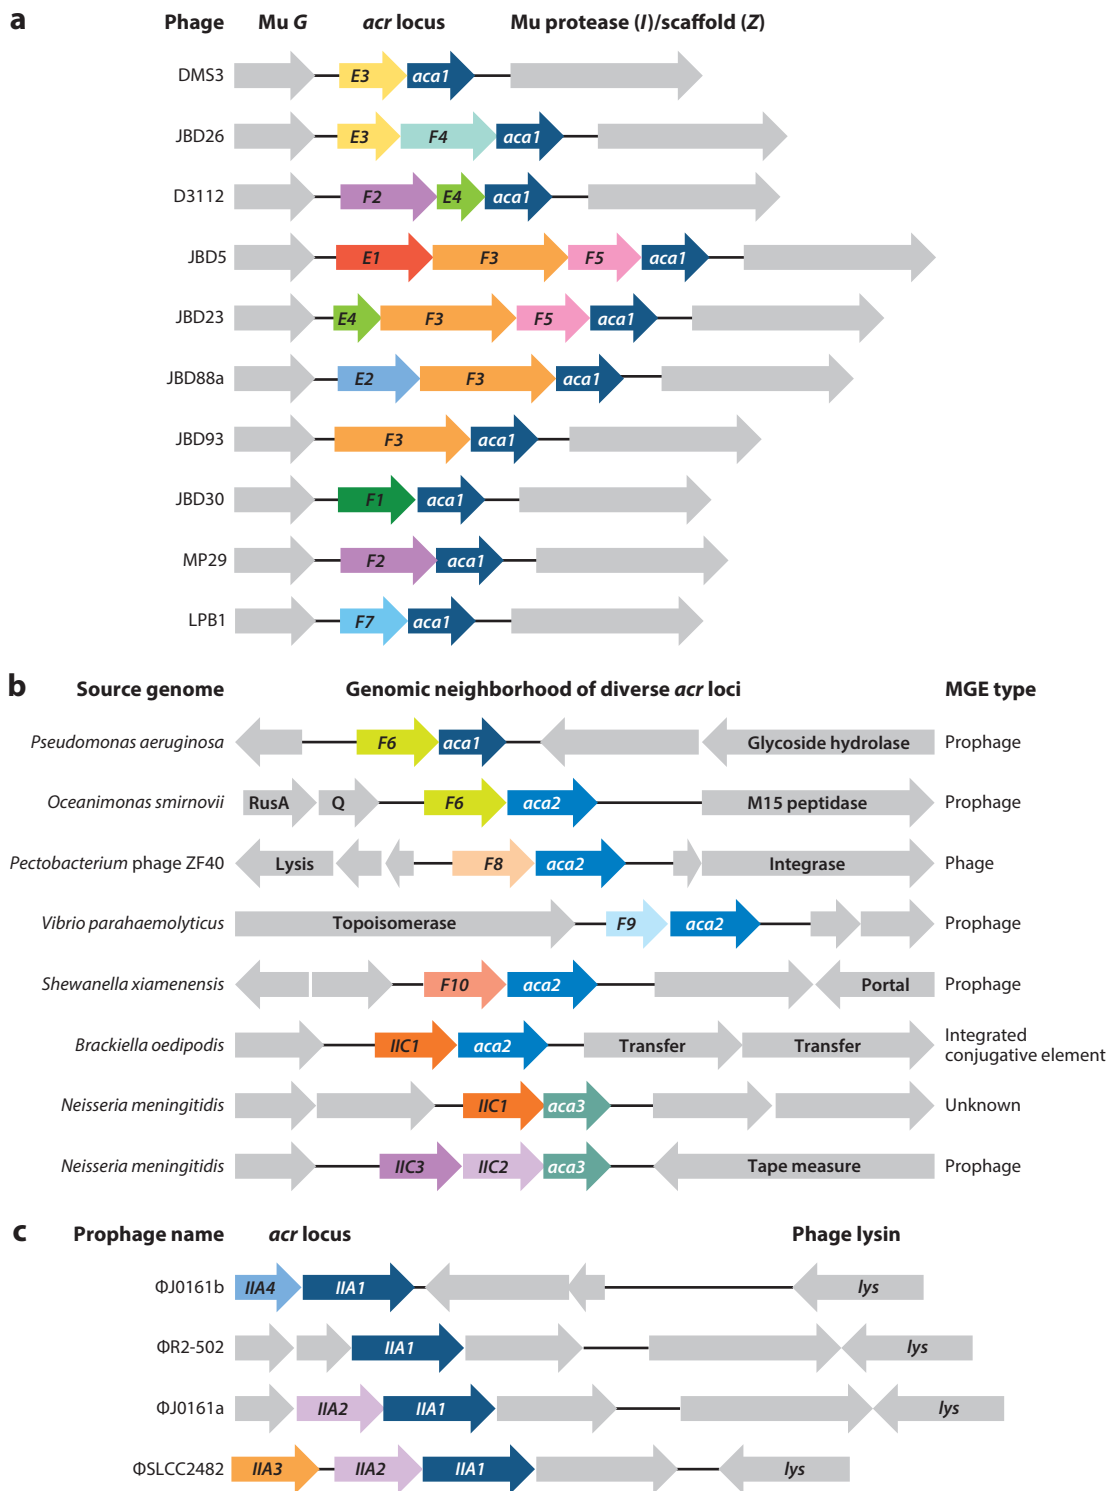 a Phage Mu G acr locus Mu protease (I)/scaffold (Z)
DMS3 E3 aca1
JBD26 E3 F4 aca1
D3112 F2 E4 aca1
JBD5 E1 F3 F5 aca1
JBD23 E4 F3 F5 aca1
JBD88a E2 F3 aca1
JBD93 F3 aca1
JBD30 F1 aca1
MP29 F2 aca1
LPB1 F7 aca1
b Source genome Genomic neighborhood of diverse acr loci MGE type
Pseudomonas aeruginosa F6 aca1 Glycoside hydrolase Prophage
Oceanimonas smirnovii RusA Q F6 aca2 M15 peptidase Prophage
Pectobacterium phage ZF40 Lysis F8 aca2 Integrase Phage
Vibrio parahaemolyticus Topoisomerase F9 aca2 Prophage
Shewanella xiamenensis F10 aca2 Portal Prophage
Brackiella oedipodis IIC1 aca2 Transfer Transfer Integrated
conjugative element
Neisseria meningitidis IIC1 aca3 Unknown
Neisseria meningitidis IIC3 IIC2 aca3 Tape measure Prophage
c Prophage name acr locus Phage lysin
ΦJ0161b IIA4 IIA1 lys
ΦR2-502 IIA1 lys
ΦJ0161a IIA2 IIA1 lys
ΦSLCC2482 IIA3 IIA2 IIA1 lys